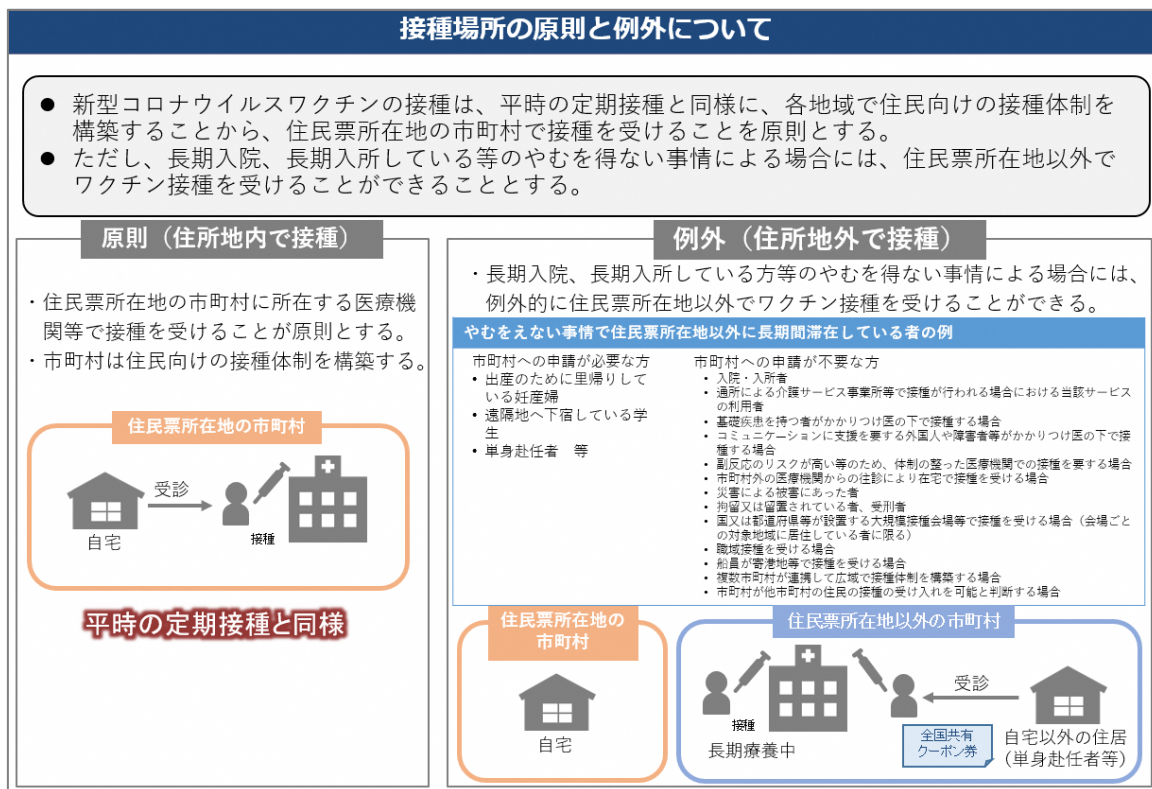 接種場所の原則と例外について
● 新型コロナウイルスワクチンの接種は、平時の定期接種と同様に、各地域で住民向けの接種体制を
構築することから、住民票所在地の市町村で接種を受けることを原則とする。
● ただし、長期入院、長期入所している等のやむを得ない事情による場合には、住民票所在地以外で
ワクチン接種を受けることができることとする。
原則（住所地内で接種）
・住民票所在地の市町村に所在する医療機
関等で接種を受けることが原則とする。
・市町村は住民向けの接種体制を構築する。
住民票所在地の市町村
受診
自宅
接種
平時の定期接種と同様
例外（住所地外で接種）
・長期入院、長期入所している方等のやむを得ない事情による場合には、
例外的に住民票所在地以外でワクチン接種を受けることができる。
やむをえない事情で住民票所在地以外に長期間滞在している者の例
市町村への申請が必要な方
• 出産のために里帰りして
いる妊産婦
• 遠隔地へ下宿している学
生
• 単身赴任者　等
市町村への申請が不要な方
• 入院・入所者
• 通所による介護サービス事業所等で接種が行われる場合における当該サービス
の利用者
• 基礎疾患を持つ者がかかりつけ医の下で接種する場合
• コミュニケーションに支援を要する外国人や障害者等がかかりつけ医の下で接
種する場合
• 副反応のリスクが高い等のため、体制の整った医療機関での接種を要する場合
• 市町村外の医療機関からの往診により在宅で接種を受ける場合
• 災害による被害にあった者
• 拘留又は留置されている者、受刑者
• 国又は都道府県等が設置する大規模接種会場等で接種を受ける場合（会場ごと
の対象地域に居住している者に限る）
• 職域接種を受ける場合
• 船員が寄港地等で接種を受ける場合
• 複数市町村が連携して広域で接種体制を構築する場合
• 市町村が他市町村の住民の接種の受け入れを可能と判断する場合
住民票所在地の
市町村
自宅
住民票所在地以外の市町村
受診
接種
長期療養中
全国共有
クーポン券
自宅以外の住居
（単身赴任者等）